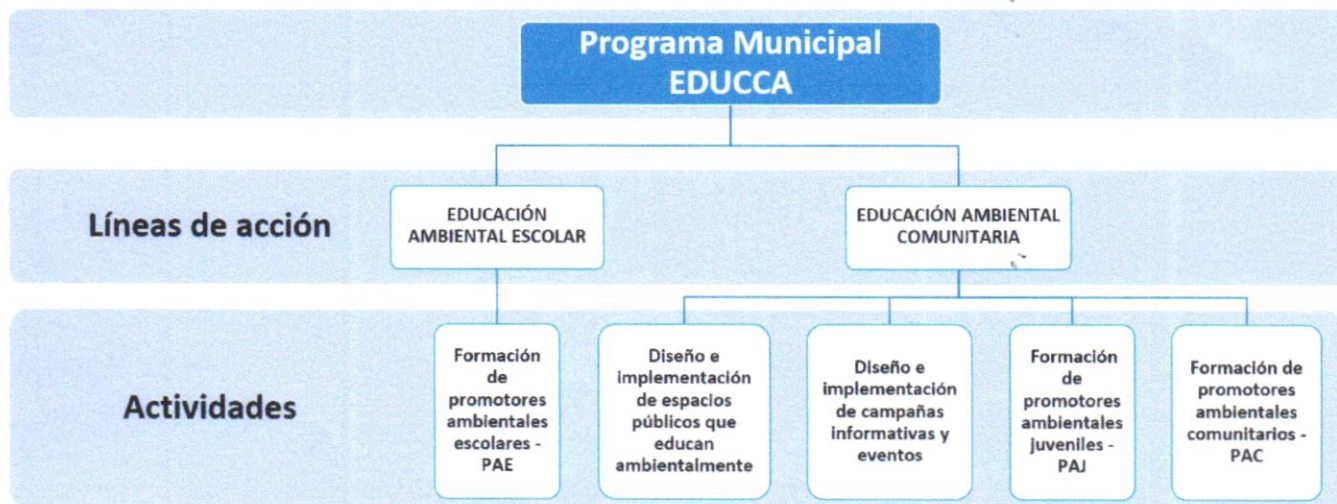 Programa Municipal
EDUCCA
Líneas de acción
EDUCACIÓN
AMBIENTAL ESCOLAR
EDUCACIÓN AMBIENTAL
COMUNITARIA
Actividades
Formación
de
promotores
ambientales
escolares -
PAE
Diseño e
implementación
de espacios
públicos que
educan
ambientalmente
Diseño e
implementación
de campañas
informativas y
eventos
Formación
de
promotores
ambientales
juveniles -
PAJ
Formación de
promotores
ambientales
comunitarios -
PAC